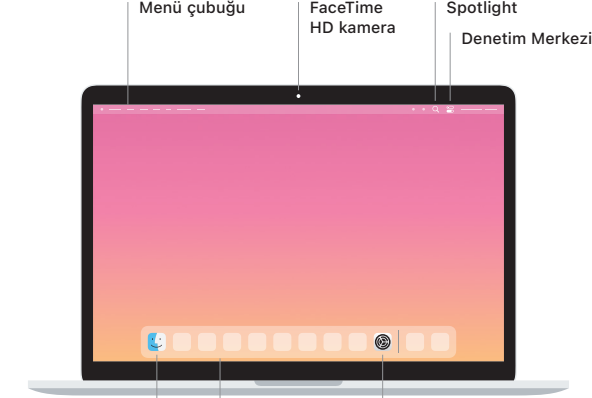 Menü çubuğu
FaceTime
HD kamera
Spotlight
Denetim Merkezi